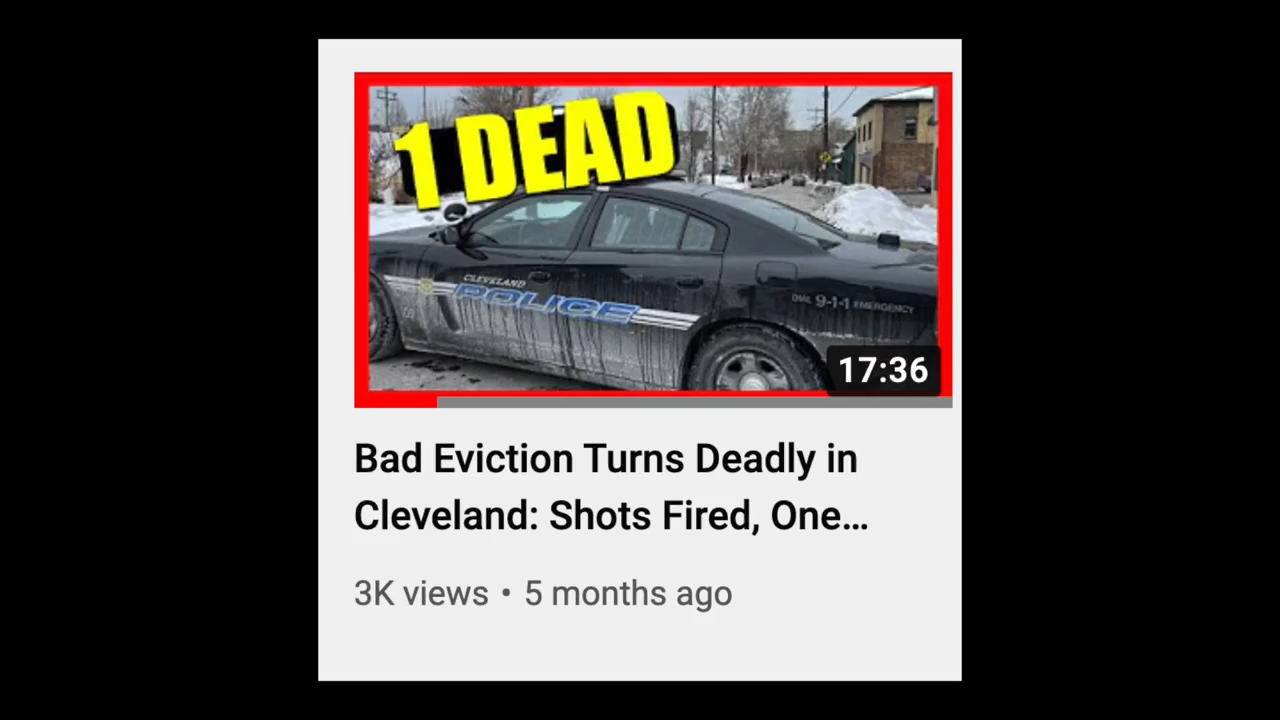 1 DEAD
CLEVELAND
POLICE
DIAL 9-1-1 EMERGENCY
17:36
Bad Eviction Turns Deadly in
Cleveland: Shots Fired, One…
3K views • 5 months ago